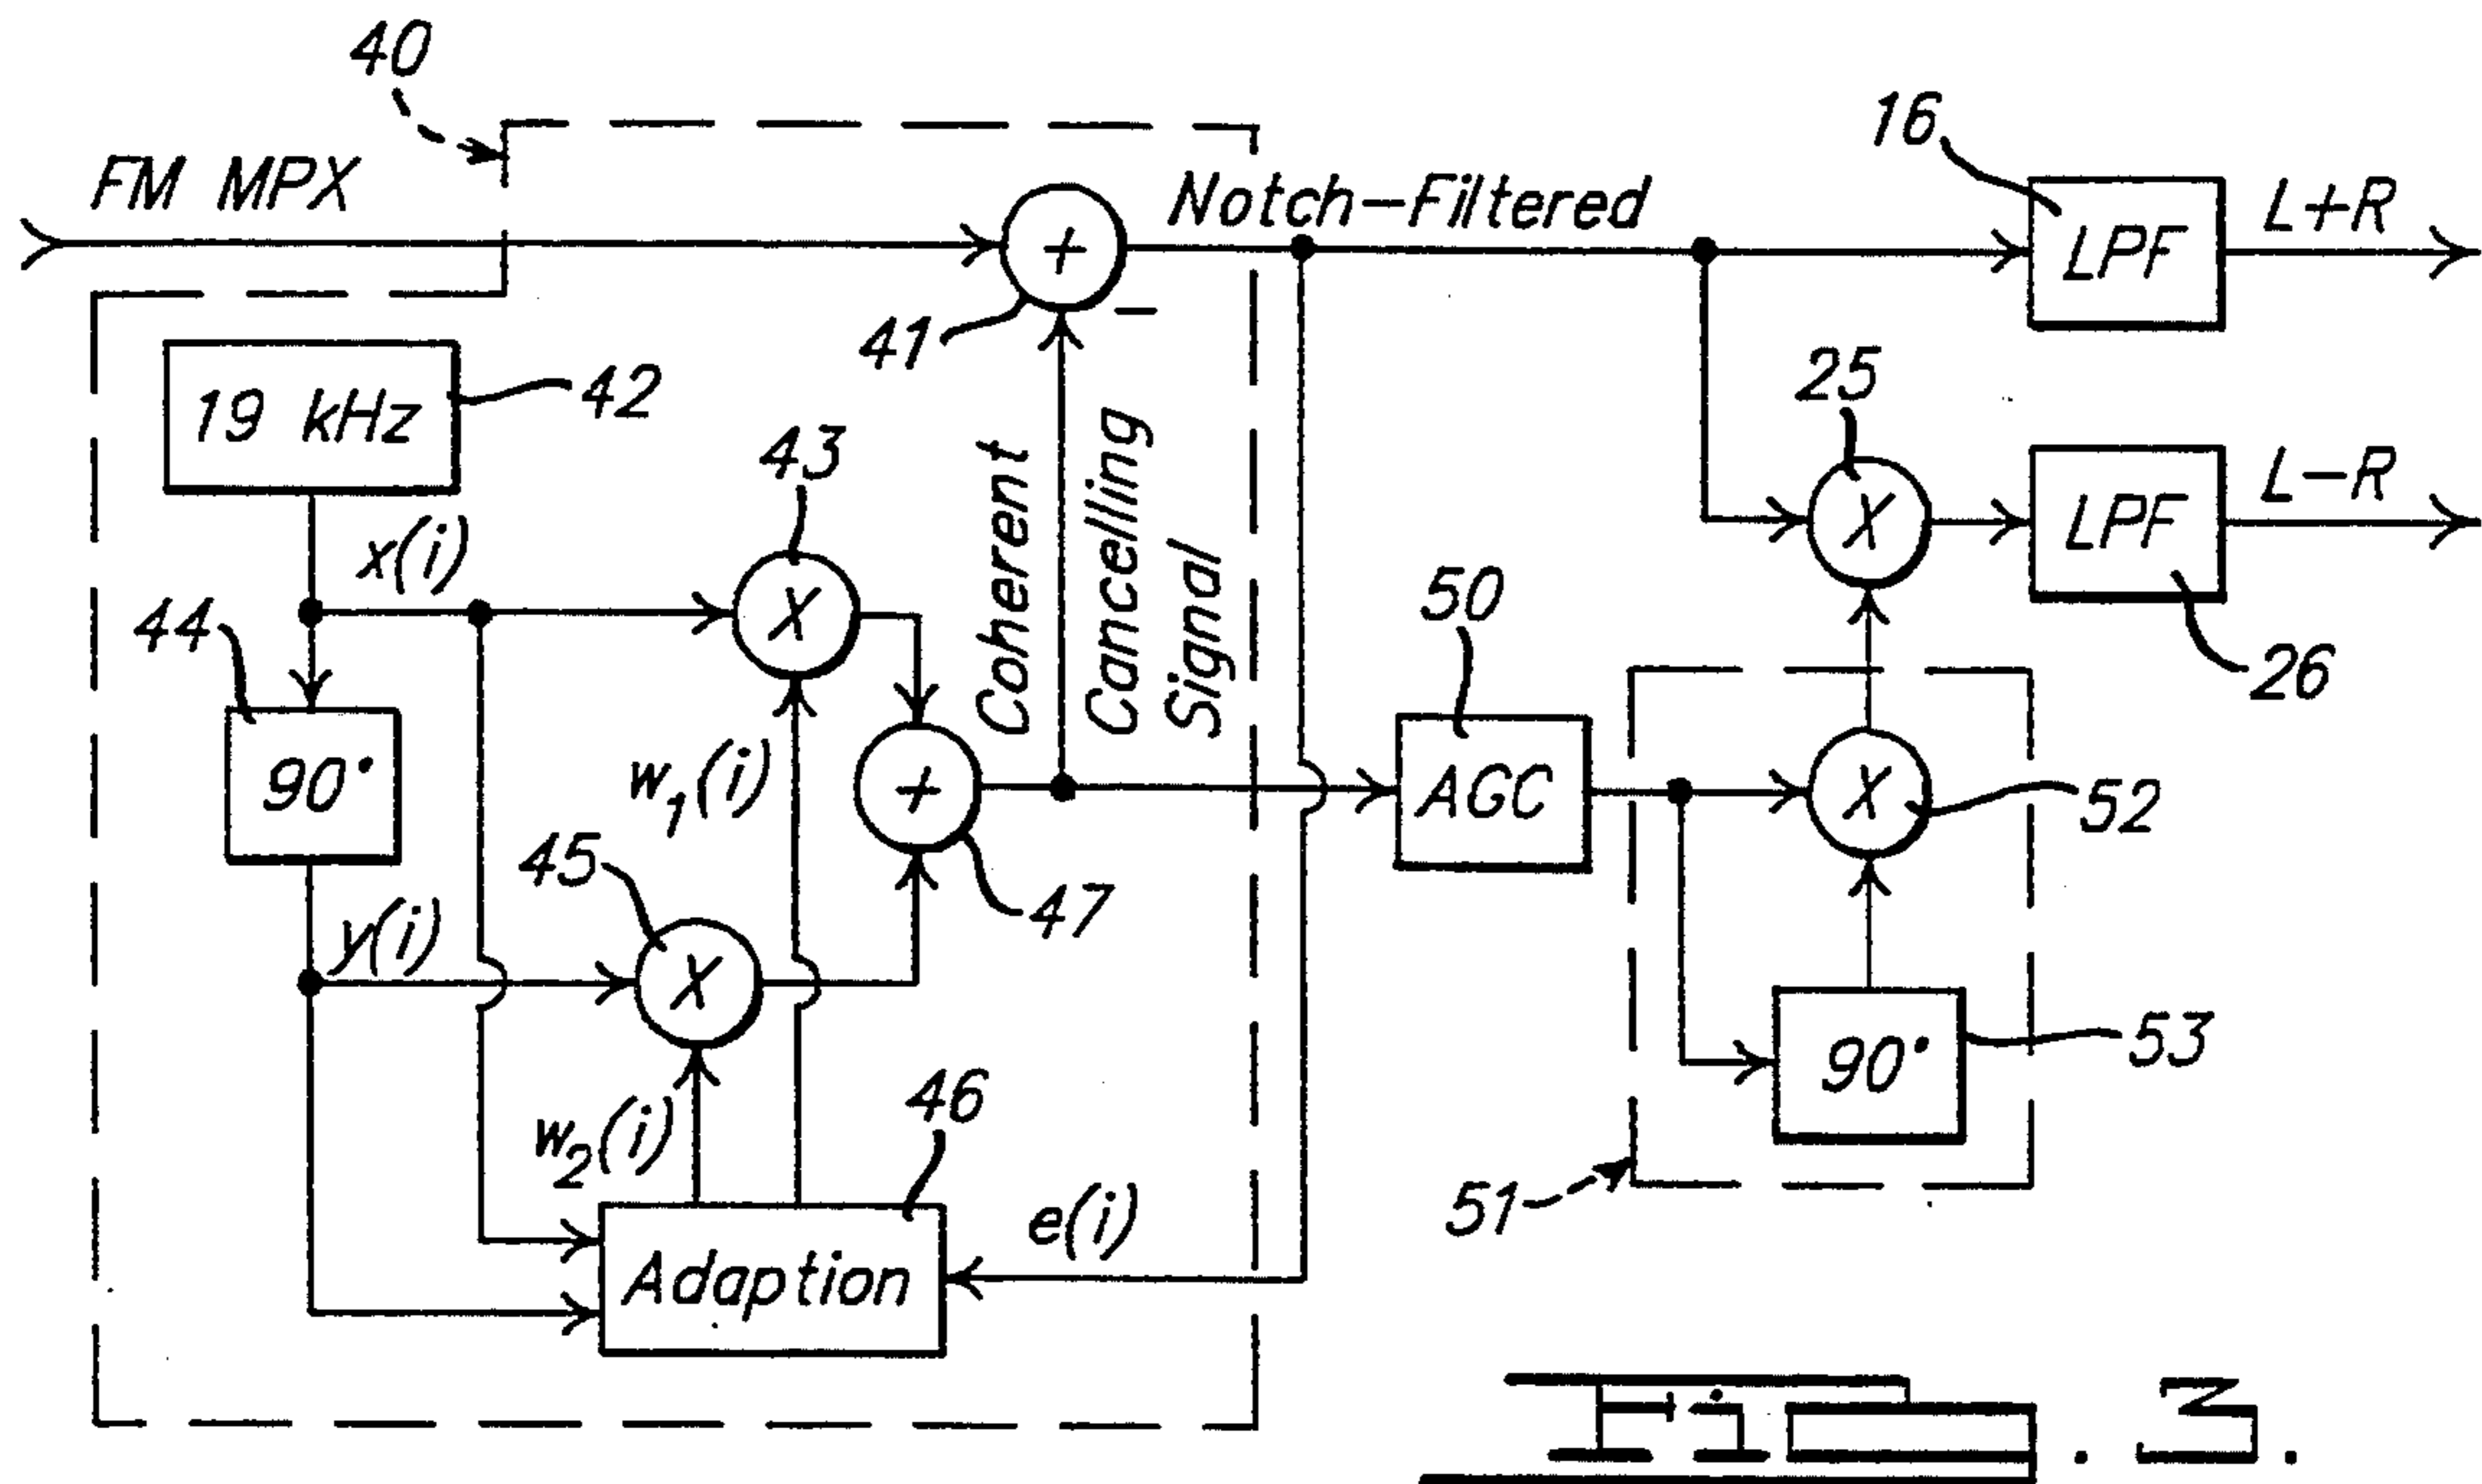 40
FM MPX
Notch-Filtered
16
LPF
L+R
+
41
-
19 kHz
42
43
25
X
LPF
L-R
26
x(i)
X
Coherent
Cancelling
Signal
44
90°
w1(i)
+
47
50
AGC
X
52
y(i)
45
X
w2(i)
46
Adaption
e(i)
90°
53
51
Fig. 3.